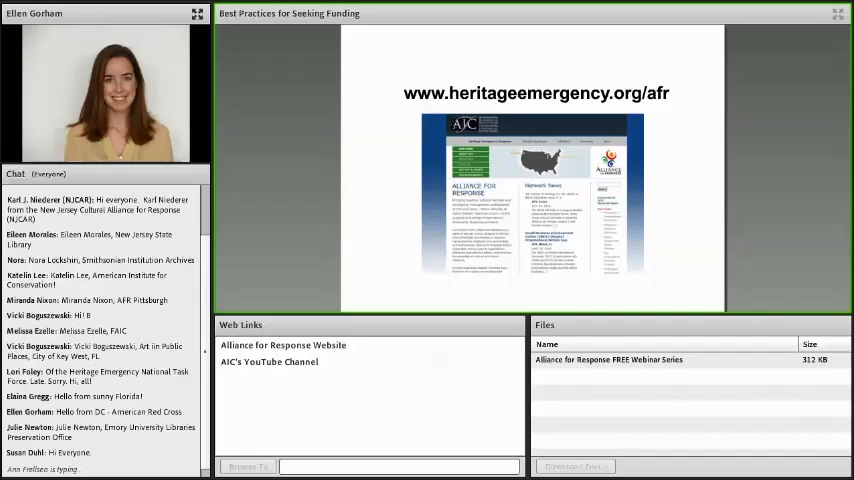 Ellen Gorham
Best Practices for Seeking Funding
www.heritageemergency.org/afr
AIC
ALLIANCE FOR
RESPONSE
Network News
ALLIANCE
RESPONSE
Chat (Everyone)
Karl J. Niederer (NJCAR): Hi everyone. Karl Niederer
from the New Jersey Cultural Alliance for Response
(NJCAR)
Eileen Morales: Eileen Morales, New Jersey State
Library
Nora: Nora Lockshin, Smithsonian Institution Archives
Katelin Lee: Katelin Lee, American Institute for
Conservation!
Miranda Nixon: Miranda Nixon, AFR Pittsburgh
Vicki Boguszewski: Hi! B
Melissa Ezelle: Melissa Ezelle, FAIC
Vicki Boguszewski: Vicki Boguszewski, Art iin Public
Places, City of Key West, FL
Lori Foley: Of the Heritage Emergency National Task
Force. Late. Sorry. Hi, all!
Elaina Gregg: Hello from sunny Florida!
Ellen Gorham: Hello from DC - American Red Cross
Julie Newton: Julie Newton, Emory University Libraries
Preservation Office
Susan Duhl: Hi Everyone.
Ann Frellsen is typing...
Web Links
Alliance for Response Website
AIC's YouTube Channel
Browse To
Files
Name Size
Alliance for Response FREE Webinar Series 312 KB
Download File(s)